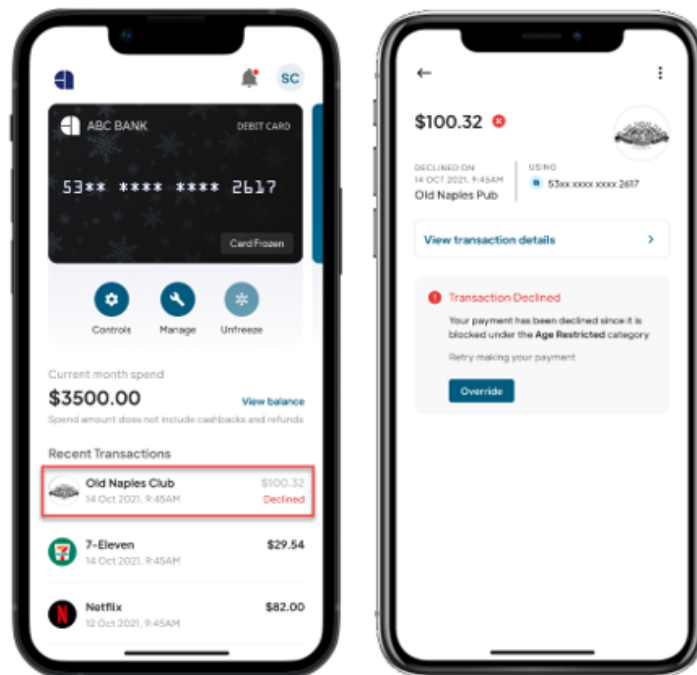 SC
ABC BANK
DEBIT CARD
53** **** **** 2617
Card Frozen
Controls
Manage
Unfreeze
Current month spend
$3500.00
View balance
Spend amount does not include cashbacks and refunds
Recent Transactions
Old Naples Club
$100.32
14 Oct 2021, 9:45AM
Declined
7-Eleven
$29.54
14 Oct 2021, 9:45AM
Netflix
$82.00
12 Oct 2021, 9:45AM
$100.32
DECLINED ON
14 OCT 2021, 9:45AM
Old Naples Pub
USING
53xx xxxx xxxx 2617
View transaction details
Transaction Declined
Your payment has been declined since it is
blocked under the Age Restricted category
Retry making your payment
Override